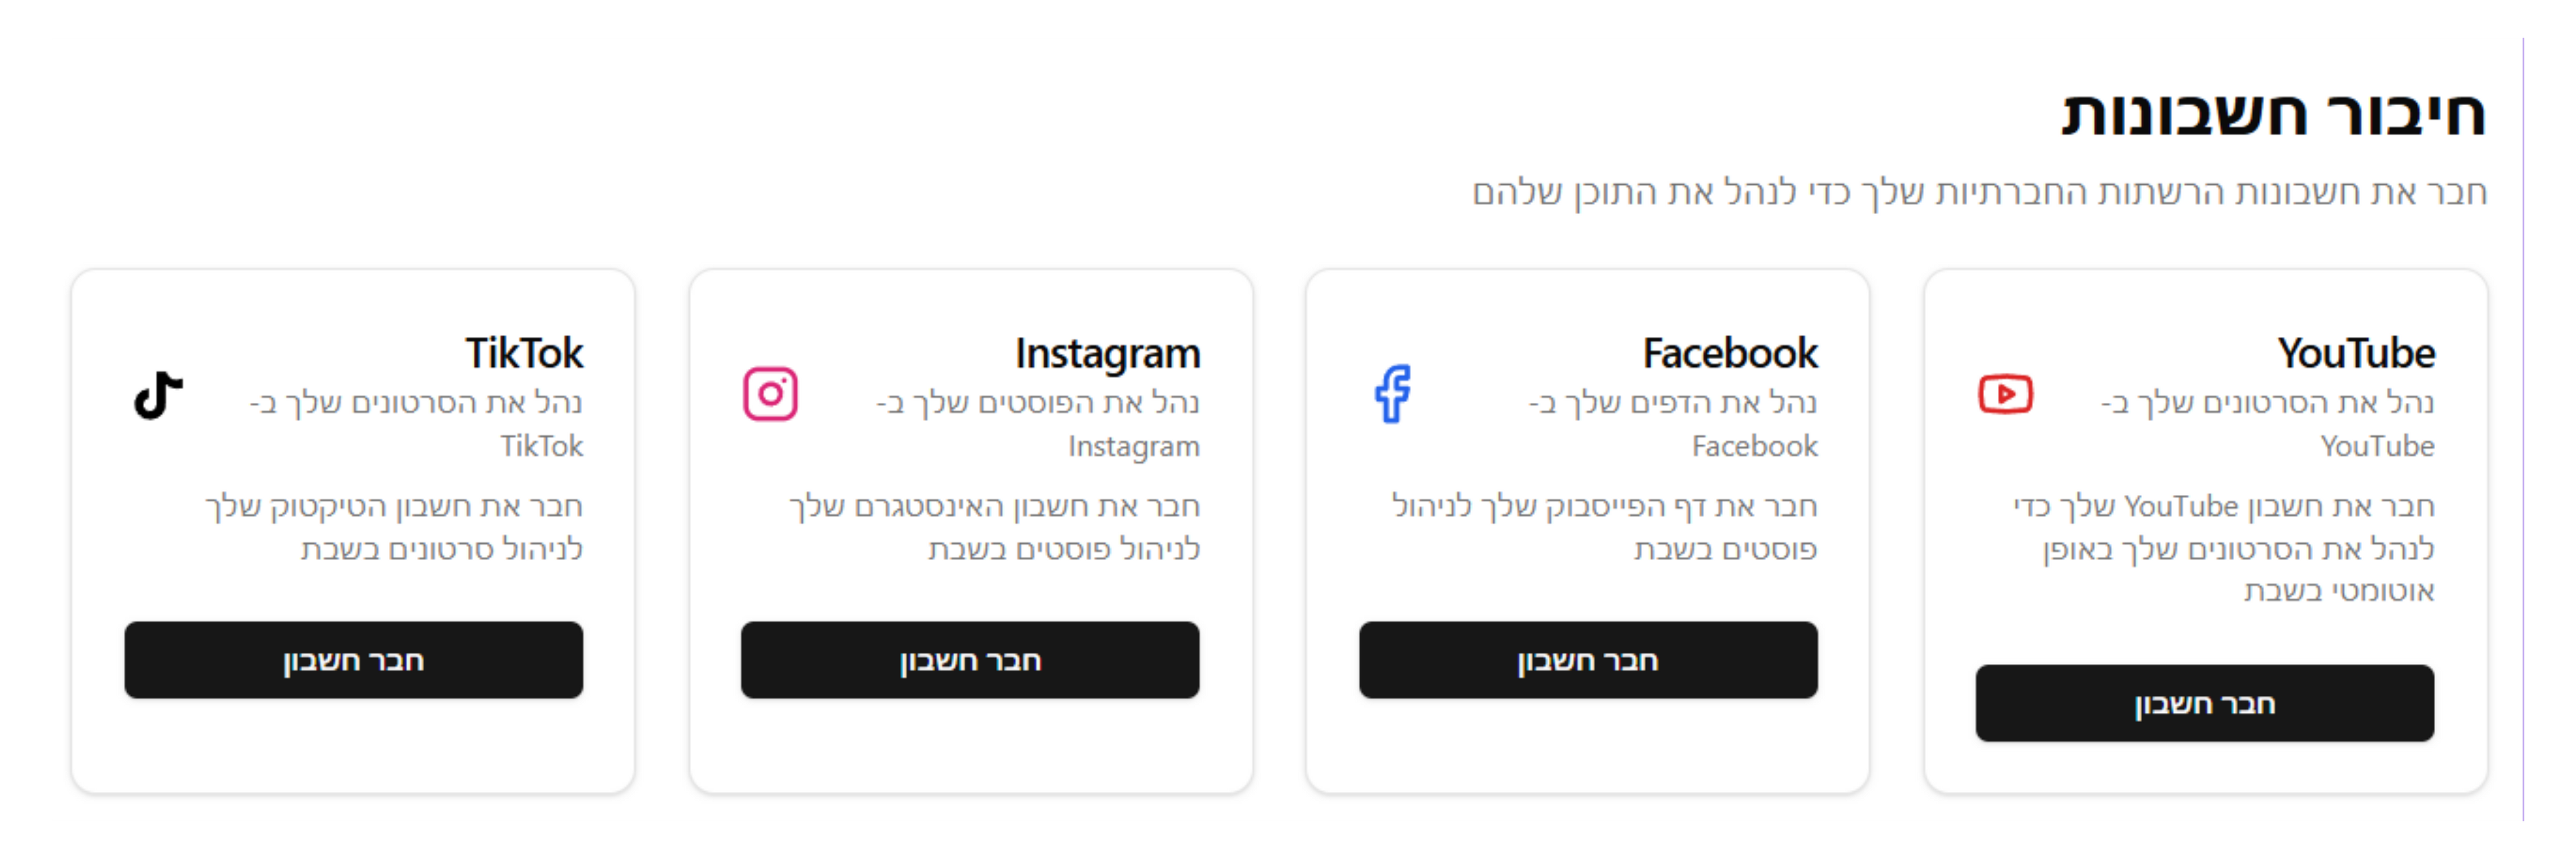 חיבור חשבונות
חבר את חשבונות הרשתות החברתיות שלך כדי לנהל את התוכן שלהם
YouTube
נהל את הסרטונים שלך ב-
YouTube
חבר את חשבון YouTube שלך כדי
לנהל את הסרטונים שלך באופן
אוטומטי בשבת
חבר חשבון
Facebook
נהל את הדפים שלך ב-
Facebook
חבר את דף הפייסבוק שלך לניהול
פוסטים בשבת
חבר חשבון
Instagram
נהל את הפוסטים שלך ב-
Instagram
חבר את חשבון האינסטגרם שלך
לניהול פוסטים בשבת
חבר חשבון
TikTok
נהל את הסרטונים שלך ב-
TikTok
חבר את חשבון הטיקטוק שלך
לניהול סרטונים בשבת
חבר חשבון